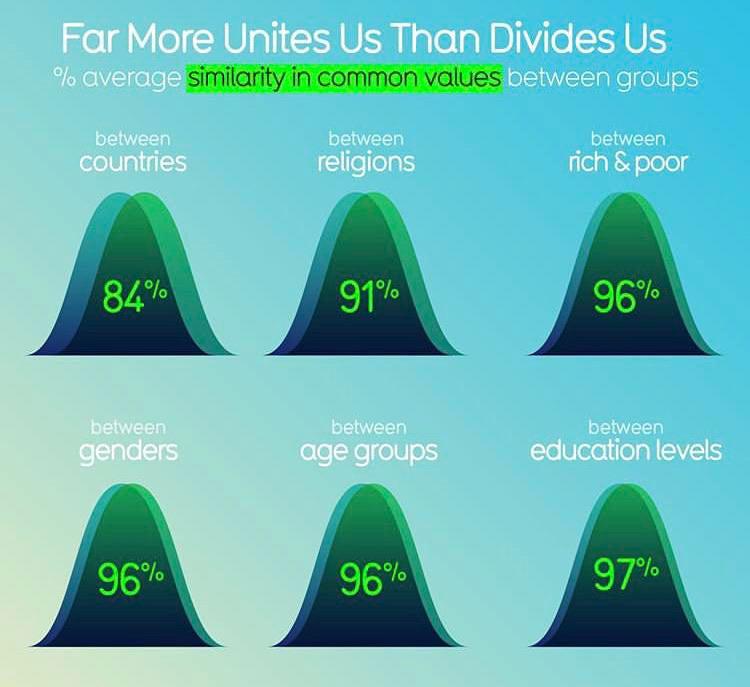 Far More Unites Us Than Divides Us
% average similarity in common values between groups
between
countries
84%
between
religions
91%
between
rich & poor
96%
between
genders
96%
between
age groups
96%
between
education levels
97%